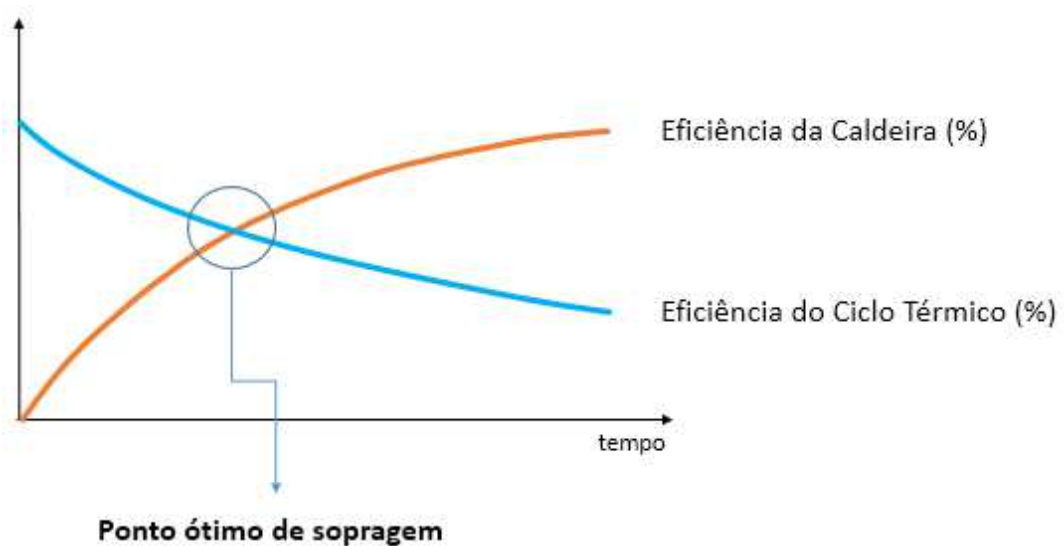 Eficiência da Caldeira (%)
Eficiência do Ciclo Térmico (%)
tempo
Ponto ótimo de sopragem